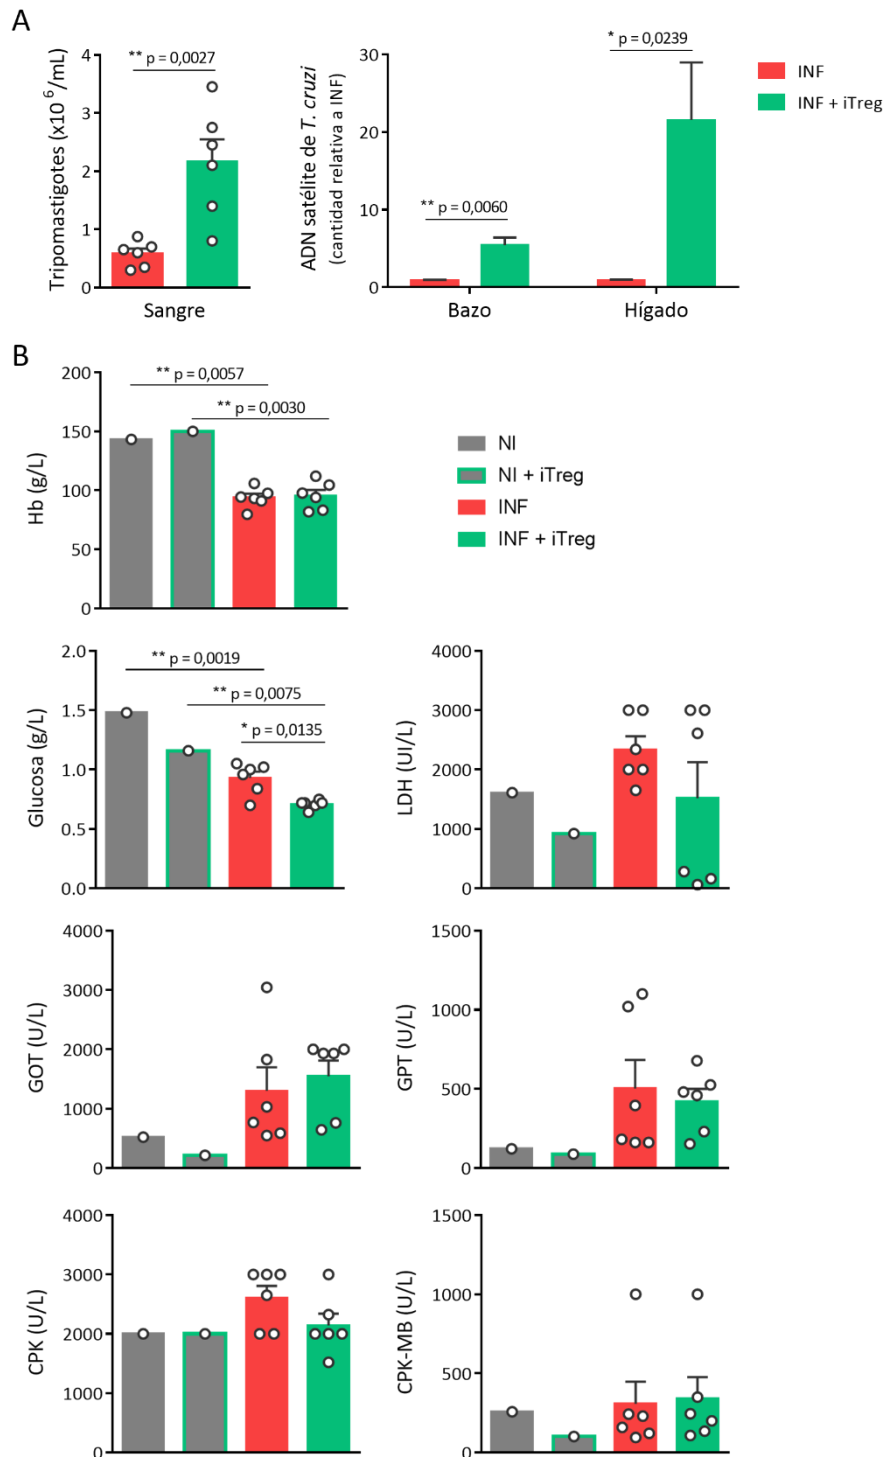 A
** p = 0,0027
Tripomastigotes (x10 6/mL)
4
3
2
1
0
Sangre
* p = 0,0239
** p = 0,0060
ADN satélite de T. cruzi
(cantidad relativa a INF)
30
20
10
0
Bazo
Hígado
INF
INF + iTreg
B
** p = 0,0057
** p = 0,0030
Hb (g/L)
200
150
100
50
0
NI
NI + iTreg
INF
INF + iTreg
** p = 0,0019
** p = 0,0075
* p = 0,0135
Glucosa (g/L)
2.0
1.5
1.0
0.5
0.0
LDH (UI/L)
4000
3000
2000
1000
0
GOT (U/L)
4000
3000
2000
1000
0
GPT (U/L)
1500
1000
500
0
CPK (U/L)
4000
3000
2000
1000
0
CPK-MB (U/L)
1500
1000
500
0